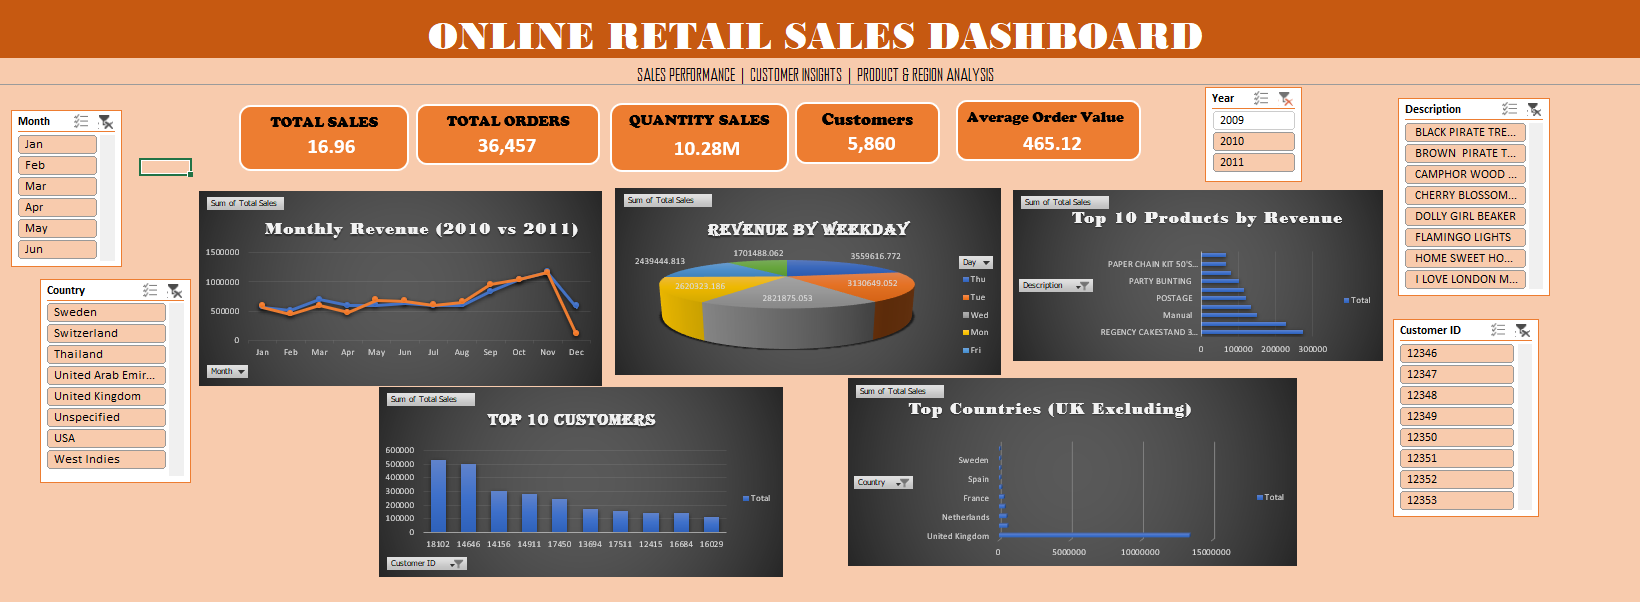 ONLINE RETAIL SALES DASHBOARD
SALES PERFORMANCE | CUSTOMER INSIGHTS | PRODUCT & REGION ANALYSIS
Month
Jan
Feb
Mar
Apr
May
Jun
TOTAL SALES
16.96
TOTAL ORDERS
36,457
QUANTITY SALES
10.28M
Customers
5,860
Average Order Value
465.12
Year
2009
2010
2011
Description
BLACK PIRATE TRE...
BROWN PIRATE T...
CAMPHOR WOOD ...
CHERRY BLOSSOM...
DOLLY GIRL BEAKER
FLAMINGO LIGHTS
HOME SWEET HO...
I LOVE LONDON M...
Country
Sweden
Switzerland
Thailand
United Arab Emir...
United Kingdom
Unspecified
USA
West Indies
Sum of Total Sales
Monthly Revenue (2010 vs 2011)
1500000
1000000
500000
0
Jan Feb Mar Apr May Jun Jul Aug Sep Oct Nov Dec
Month
Sum of Total Sales
REVENUE BY WEEKDAY
1701488.062
3559616.772
2439444.813
2620323.186
3130649.052
2821875.053
Day
Thu
Tue
Wed
Mon
Fri
Sum of Total Sales
Top 10 Products by Revenue
Description
PAPER CHAIN KIT 50'S...
PARTY BUNTING
POSTAGE
Manual
REGENCY CAKESTAND 3...
0 100000 200000 300000
Total
Customer ID
12346
12347
12348
12349
12350
12351
12352
12353
Sum of Total Sales
TOP 10 CUSTOMERS
600000
500000
400000
300000
200000
100000
0
18102 14646 14156 14911 17450 13694 17511 12415 16684 16029
Total
Customer ID
Sum of Total Sales
Top Countries (UK Excluding)
Country
Sweden
Spain
France
Netherlands
United Kingdom
0 5000000 10000000 15000000
Total